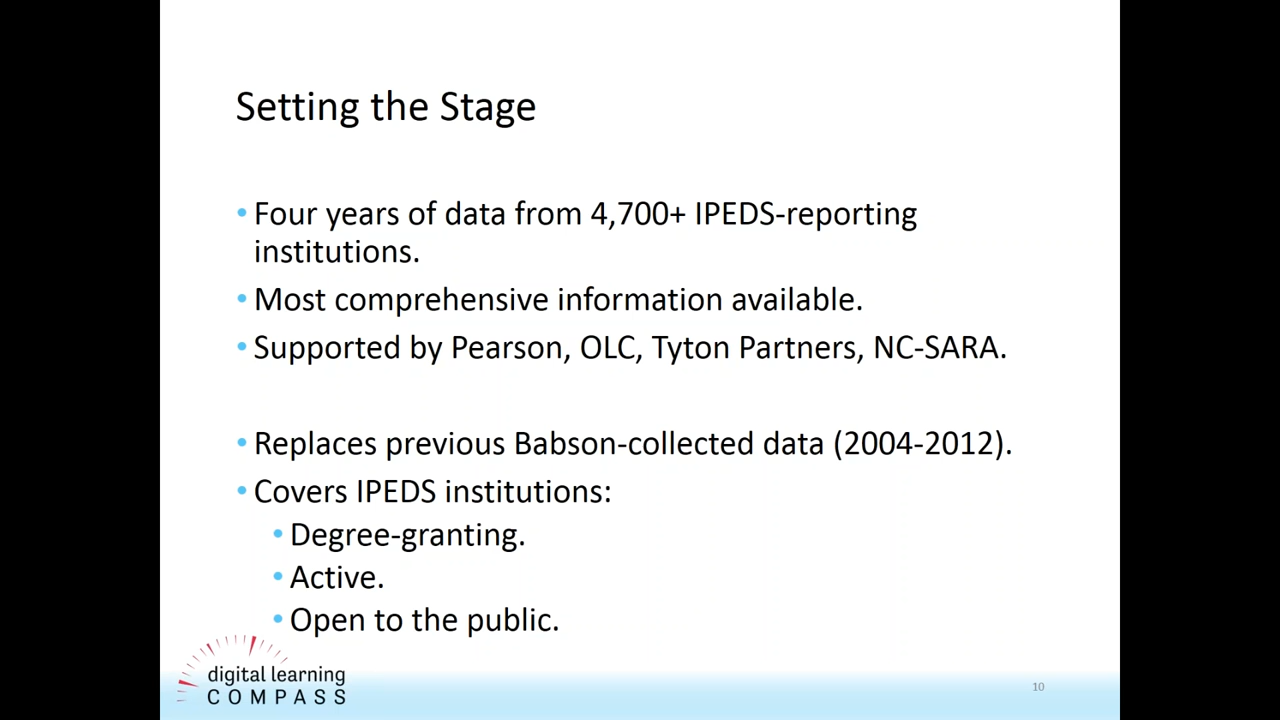 Setting the Stage
• Four years of data from 4,700+ IPEDS-reporting
institutions.
• Most comprehensive information available.
• Supported by Pearson, OLC, Tyton Partners, NC-SARA.
• Replaces previous Babson-collected data (2004-2012).
• Covers IPEDS institutions:
• Degree-granting.
• Active.
• Open to the public.
digital learning
COMPASS
10